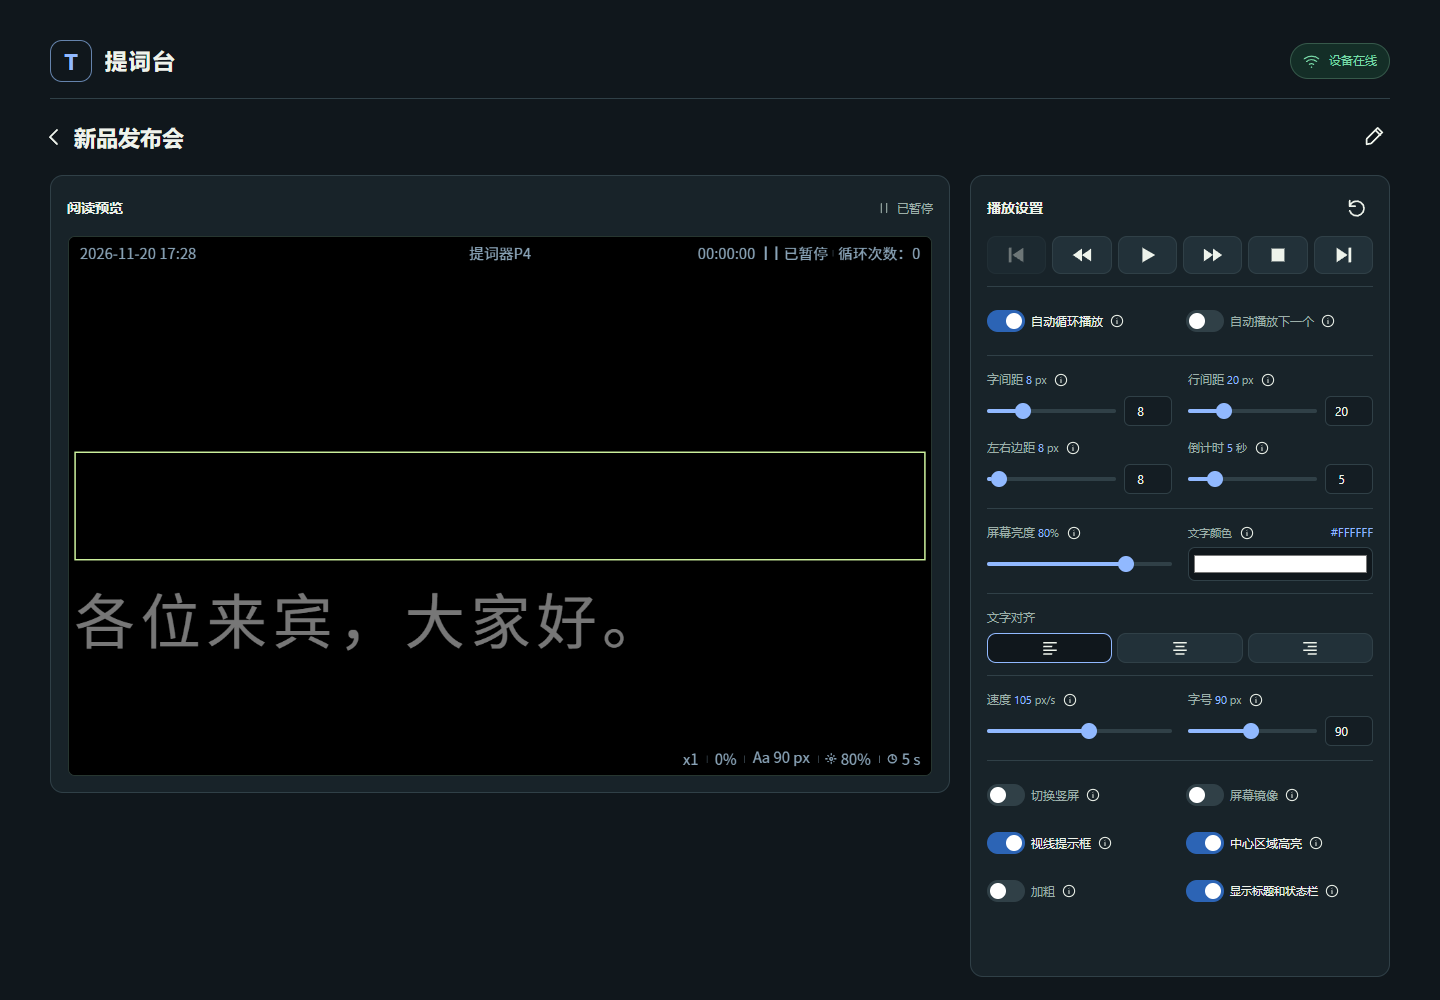 T 提词台
设备在线
新品发布会
阅读预览
已暂停
2026-11-20 17:28
提词器P4
00:00:00 已暂停 循环次数：0
各位来宾，大家好。
x1 0% Aa 90 px 80% 5 s
播放设置
自动循环播放
自动播放下一个
字间距 8 px
行间距 20 px
8
20
左右边距 8 px
倒计时 5 秒
8
5
屏幕亮度 80%
文字颜色 #FFFFFF
文字对齐
速度 105 px/s
字号 90 px
90
切换竖屏
屏幕镜像
视线提示框
中心区域高亮
加粗
显示标题和状态栏